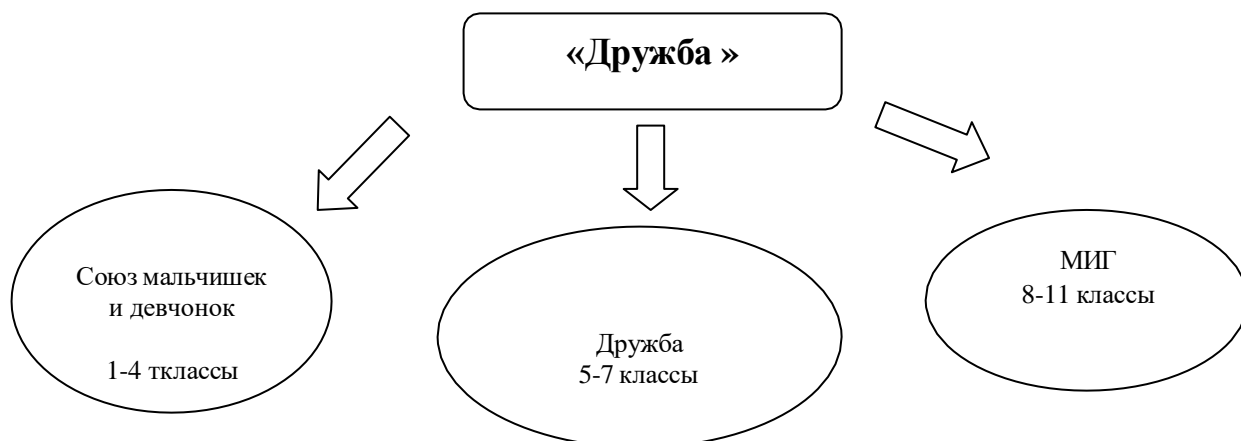 «Дружба »
Союз мальчишек
и девчонок
1-4 тклассы
Дружба
5-7 классы
МИГ
8-11 классы